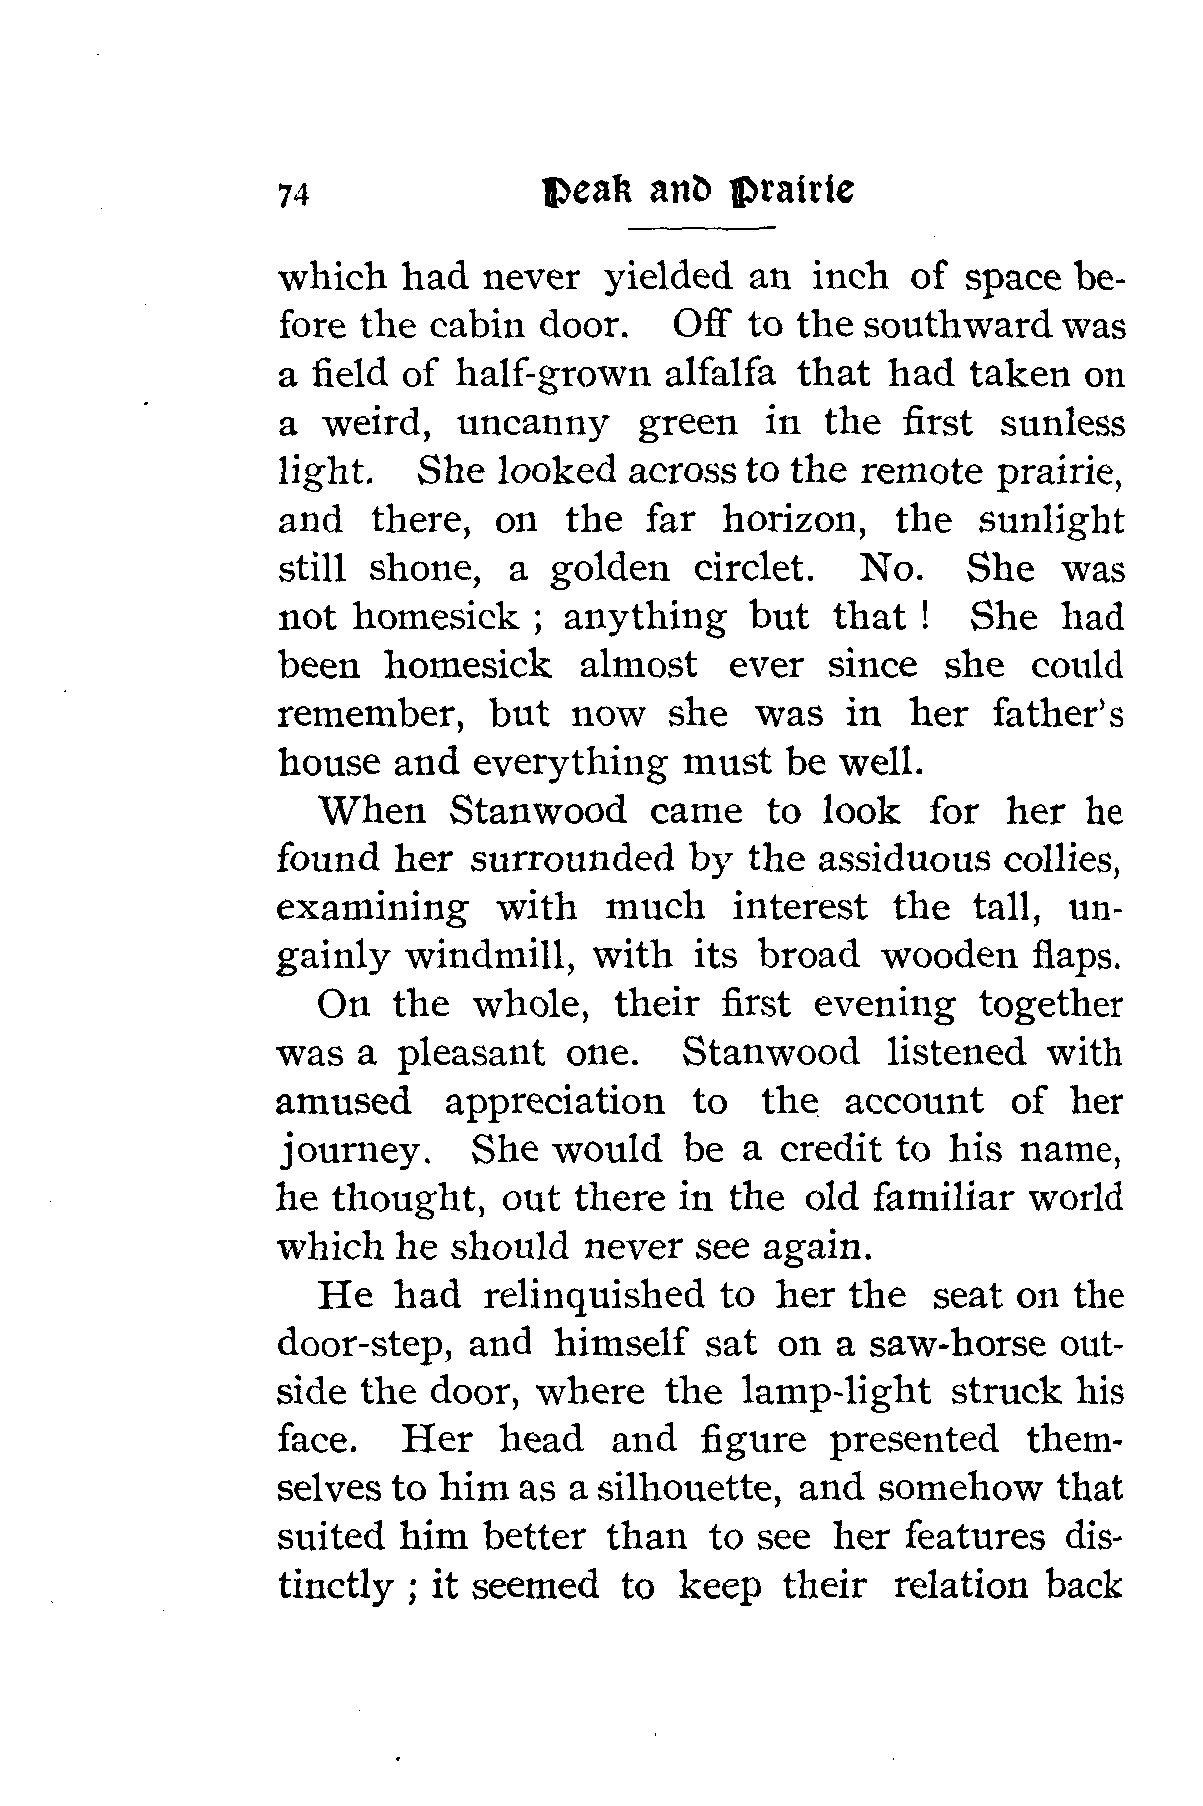 74 Peak and Prairie
which had never yielded an inch of space be-
fore the cabin door. Off to the southward was
a field of half-grown alfalfa that had taken on
a weird, uncanny green in the first sunless
light. She looked across to the remote prairie,
and there, on the far horizon, the sunlight
still shone, a golden circlet. No. She was
not homesick ; anything but that ! She had
been homesick almost ever since she could
remember, but now she was in her father's
house and everything must be well.
When Stanwood came to look for her he
found her surrounded by the assiduous collies,
examining with much interest the tall, un-
gainly windmill, with its broad wooden flaps.
On the whole, their first evening together
was a pleasant one. Stanwood listened with
amused appreciation to the account of her
journey. She would be a credit to his name,
he thought, out there in the old familiar world
which he should never see again.
He had relinquished to her the seat on the
door-step, and himself sat on a saw-horse out-
side the door, where the lamp-light struck his
face. Her head and figure presented them-
selves to him as a silhouette, and somehow that
suited him better than to see her features dis-
tinctly ; it seemed to keep their relation back